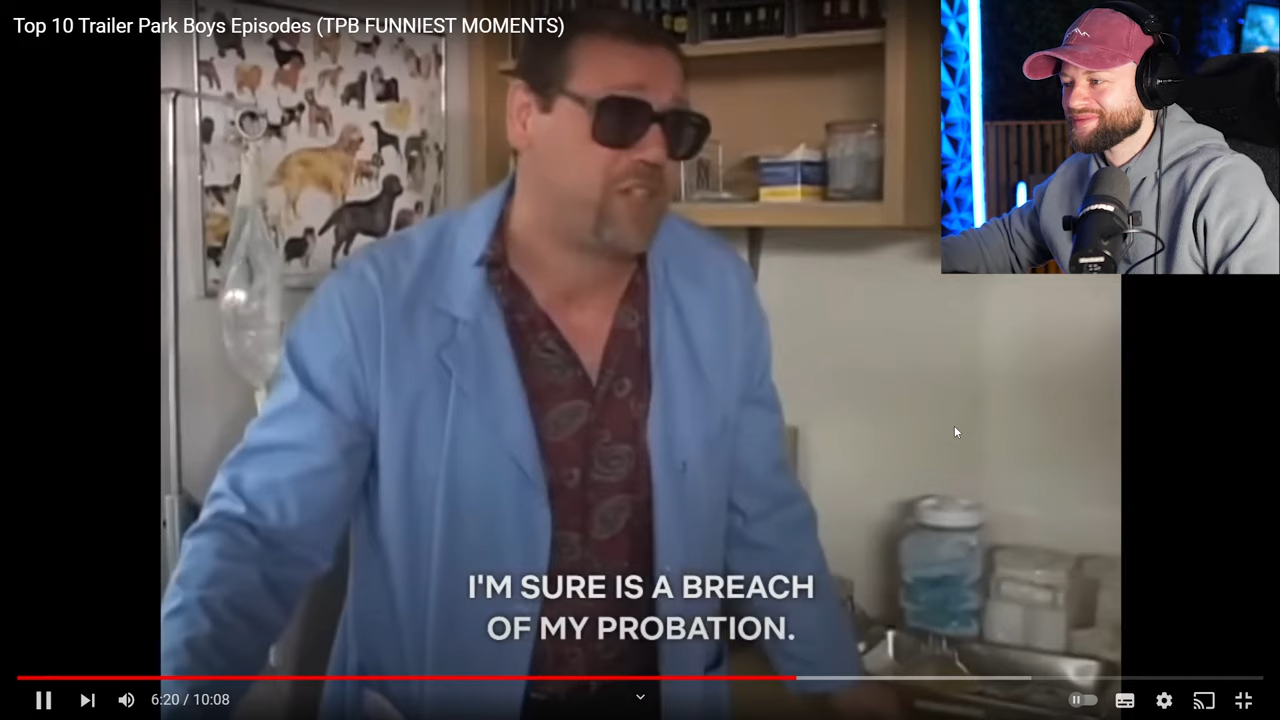 Top 10 Trailer Park Boys Episodes (TPB FUNNIEST MOMENTS)
I'M SURE IS A BREACH
OF MY PROBATION.
6:20 / 10:08